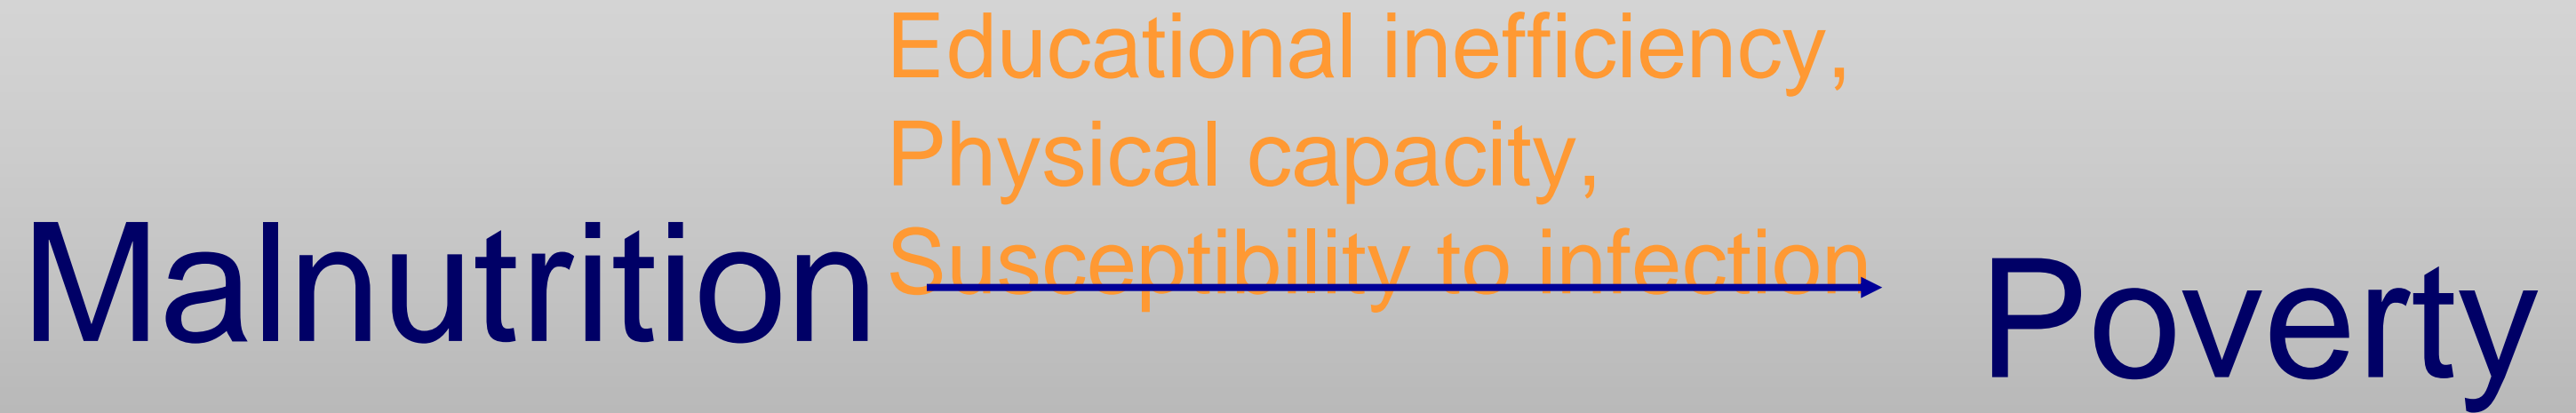 Educational inefficiency,
Physical capacity,
Susceptibility to infection
Malnutrition
Poverty